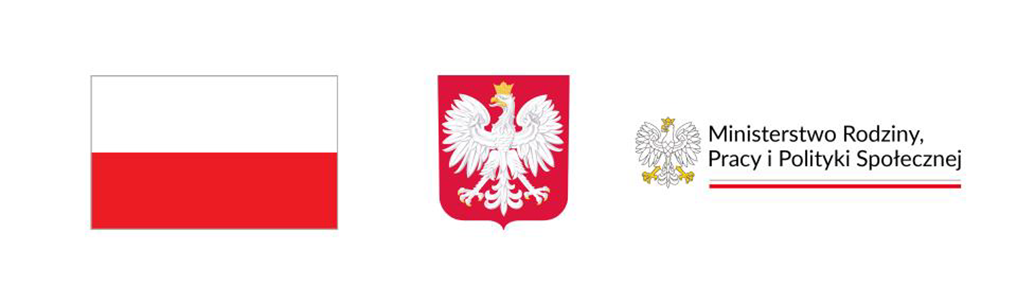 Ministerstwo Rodziny,
Pracy i Polityki Społecznej